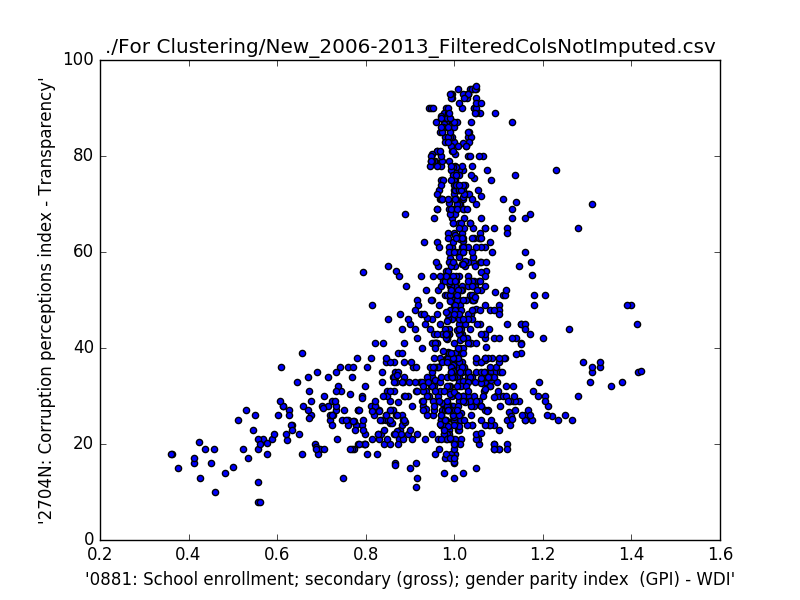 ./For Clustering/New_2006-2013_FilteredColsNotImputed.csv
'2704N: Corruption perceptions index - Transparency'
100
80
60
40
20
0
0.2 0.4 0.6 0.8 1.0 1.2 1.4 1.6
'0881: School enrollment; secondary (gross); gender parity index  (GPI) - WDI'